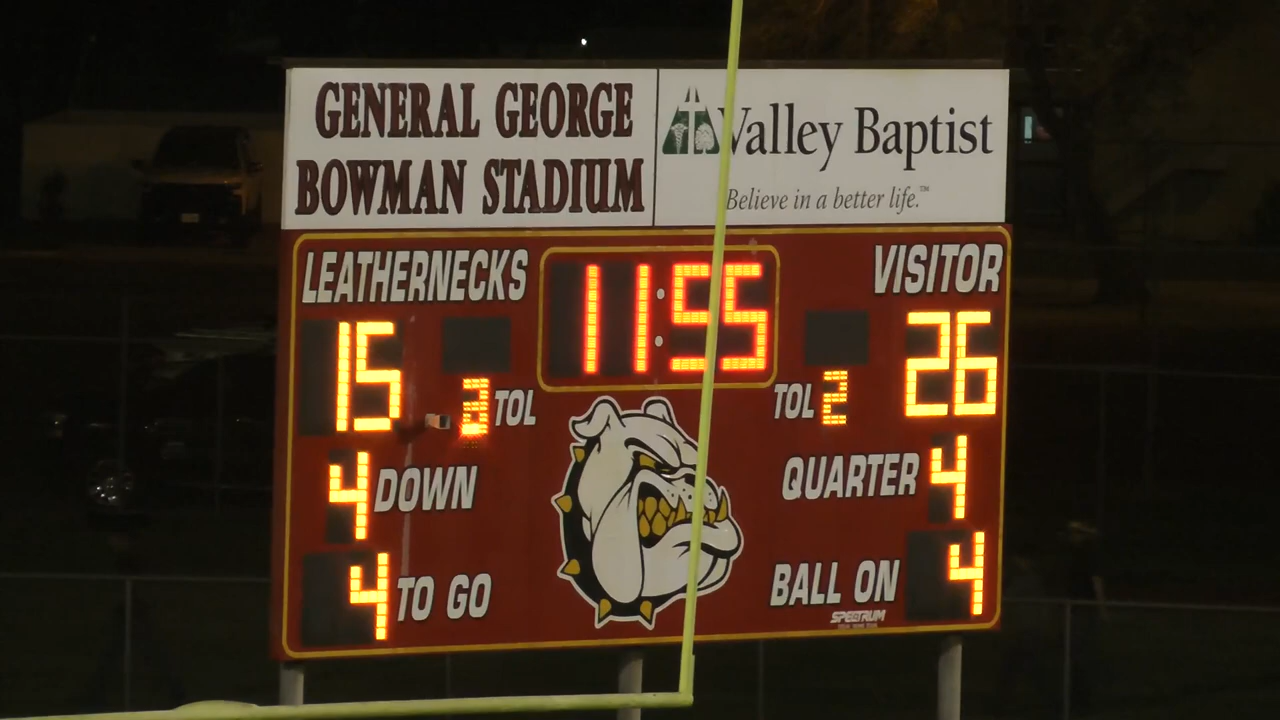 GENERAL GEORGE
BOWMAN STADIUM
Valley Baptist
Believe in a better life.™
LEATHERNECKS
11:55
VISITOR
15
26
3 TOL
TOL 2
4 DOWN
QUARTER 4
4 TO GO
BALL ON 4
SPECTRUM